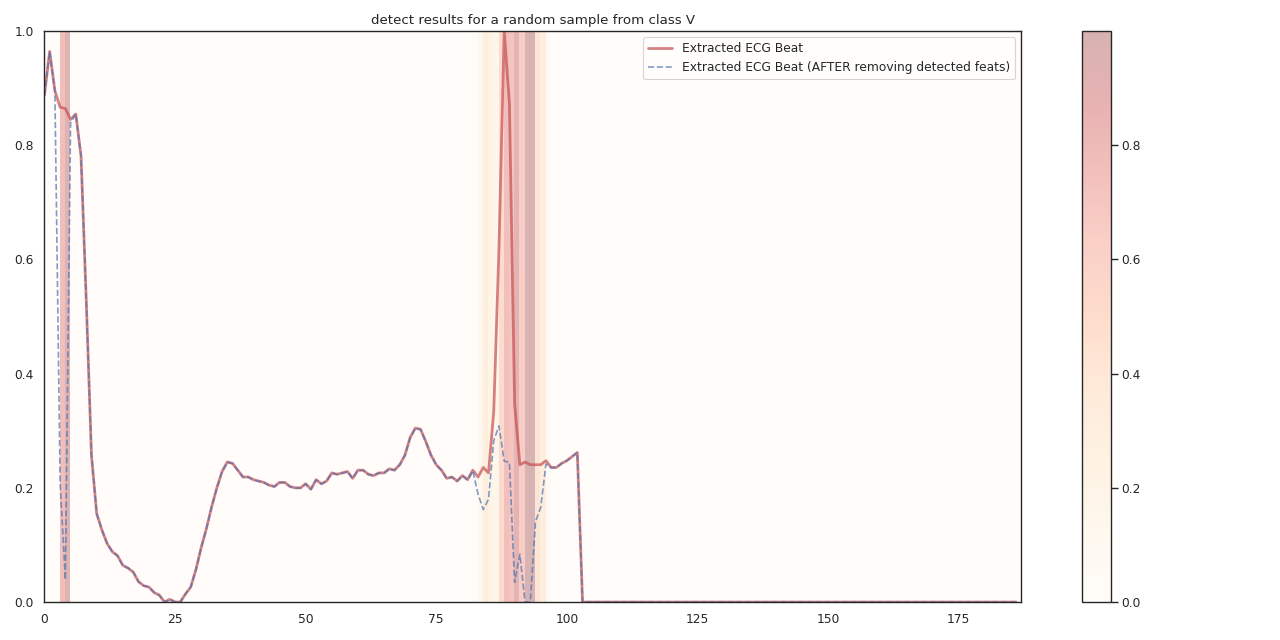 detect results for a random sample from class V
1.0
0.8
0.6
0.4
0.2
0.0
Extracted ECG Beat
Extracted ECG Beat (AFTER removing detected feats)
0 25 50 75 100 125 150 175
0.8
0.6
0.4
0.2
0.0